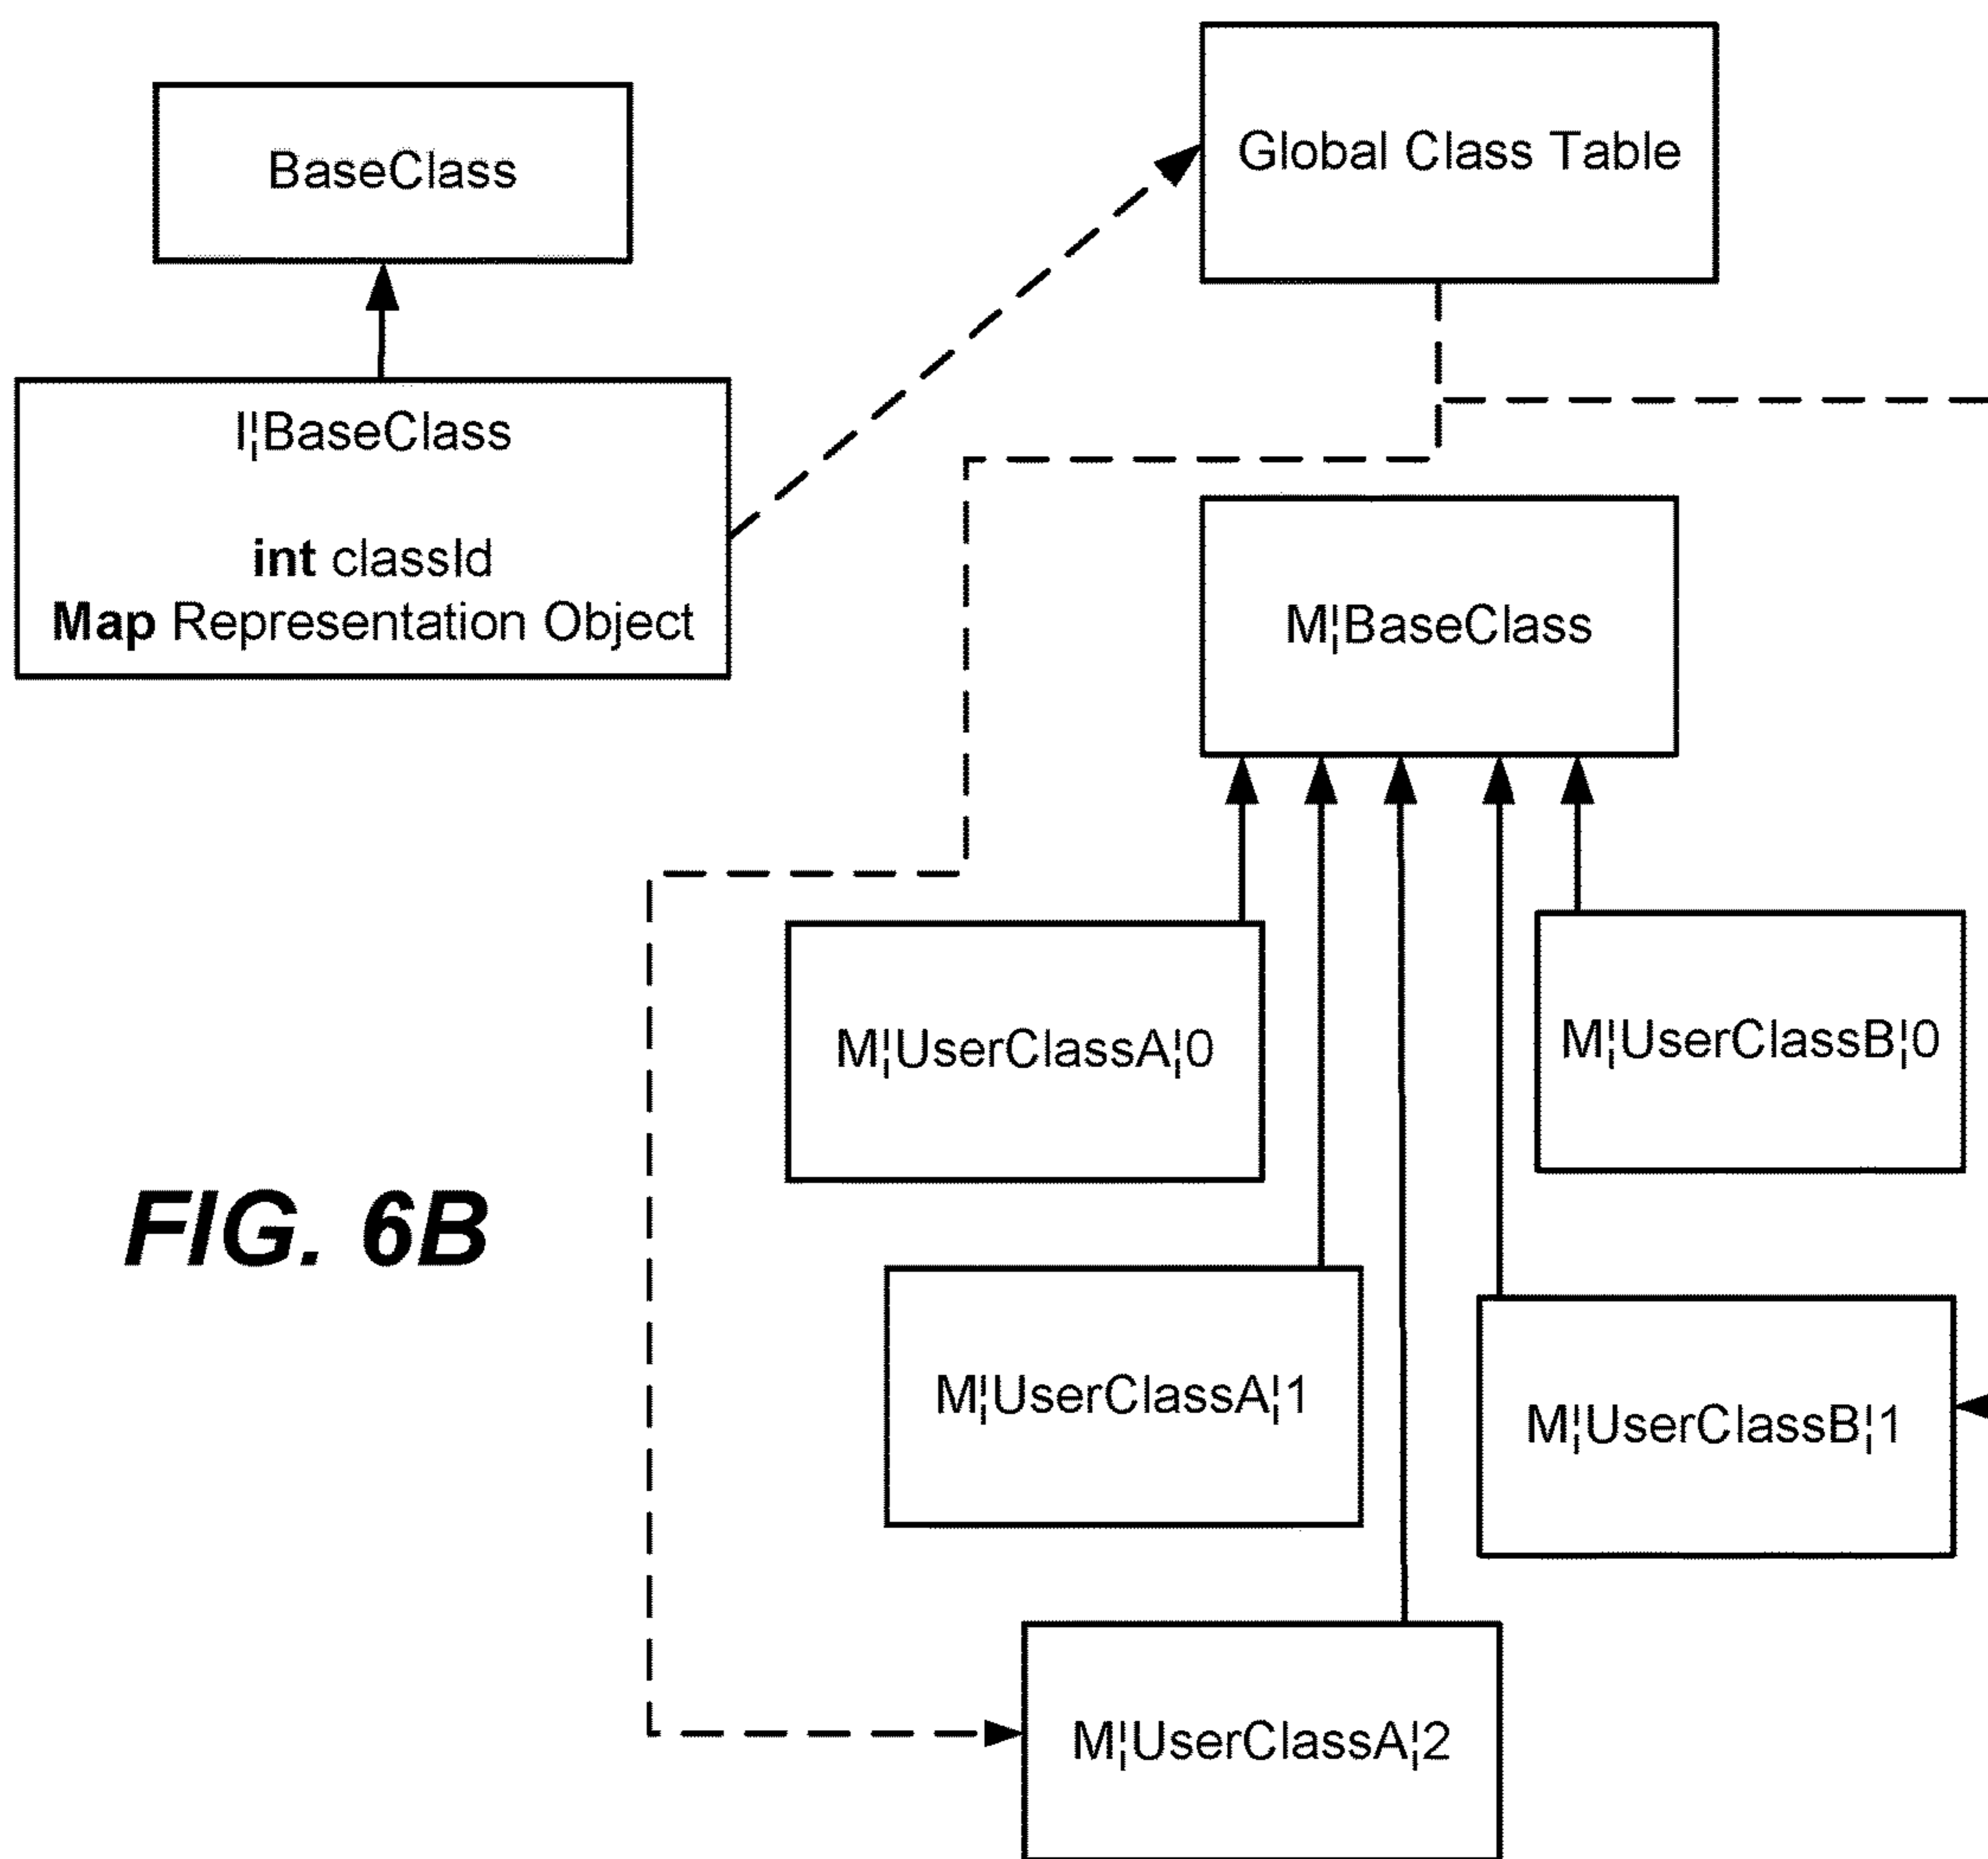 BaseClass
Global Class Table
I¦BaseClass
int classId
Map Representation Object
M¦BaseClass
M¦UserClassA¦0
M¦UserClassB¦0
FIG. 6B
M¦UserClassA¦1
M¦UserClassB¦1
M¦UserClassA¦2